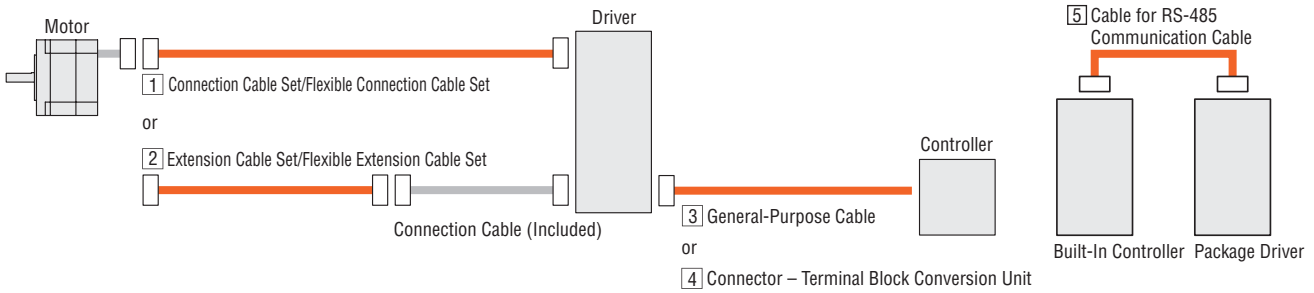 Motor
Driver
5 Cable for RS-485
Communication Cable
1 Connection Cable Set/Flexible Connection Cable Set
or
2 Extension Cable Set/Flexible Extension Cable Set
Controller
Connection Cable (Included)
3 General-Purpose Cable
or
4 Connector – Terminal Block Conversion Unit
Built-In Controller
Package Driver